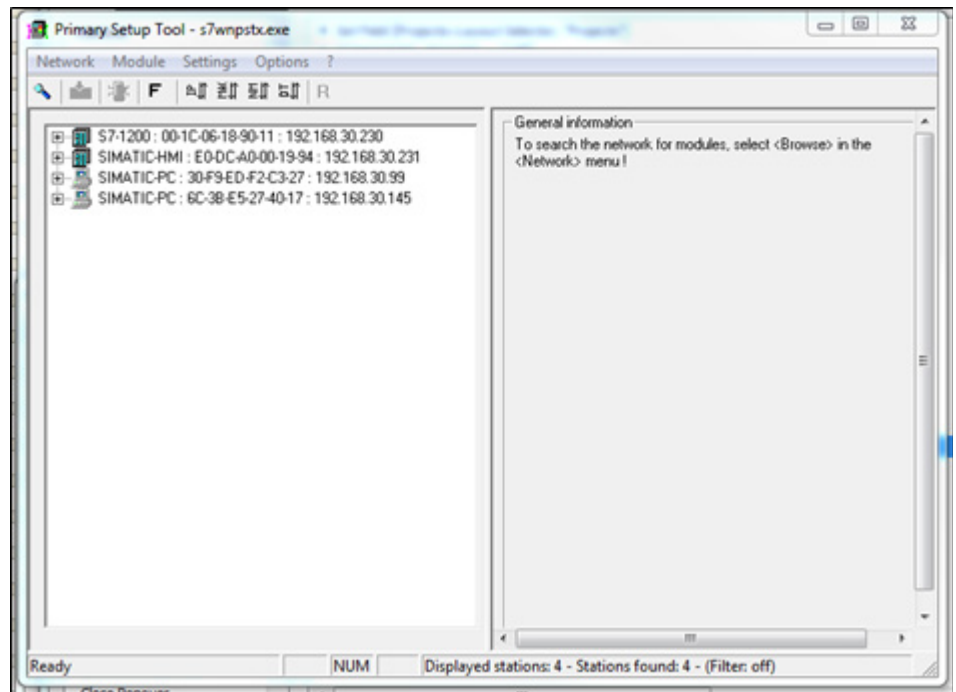 Primary Setup Tool - s7wnpstx.exe
Network Module Settings Options ?
F R
S7-1200 : 00-1C-06-18-90-11 : 192.168.30.230
SIMATIC-HMI : E0-DC-A0-00-19-94 : 192.168.30.231
SIMATIC-PC : 30-F9-ED-F2-C3-27 : 192.168.30.99
SIMATIC-PC : 6C-3B-E5-27-40-17 : 192.168.30.145
General information
To search the network for modules, select <Browse> in the
<Network> menu !
Ready NUM Displayed stations: 4 - Stations found: 4 - (Filter: off)